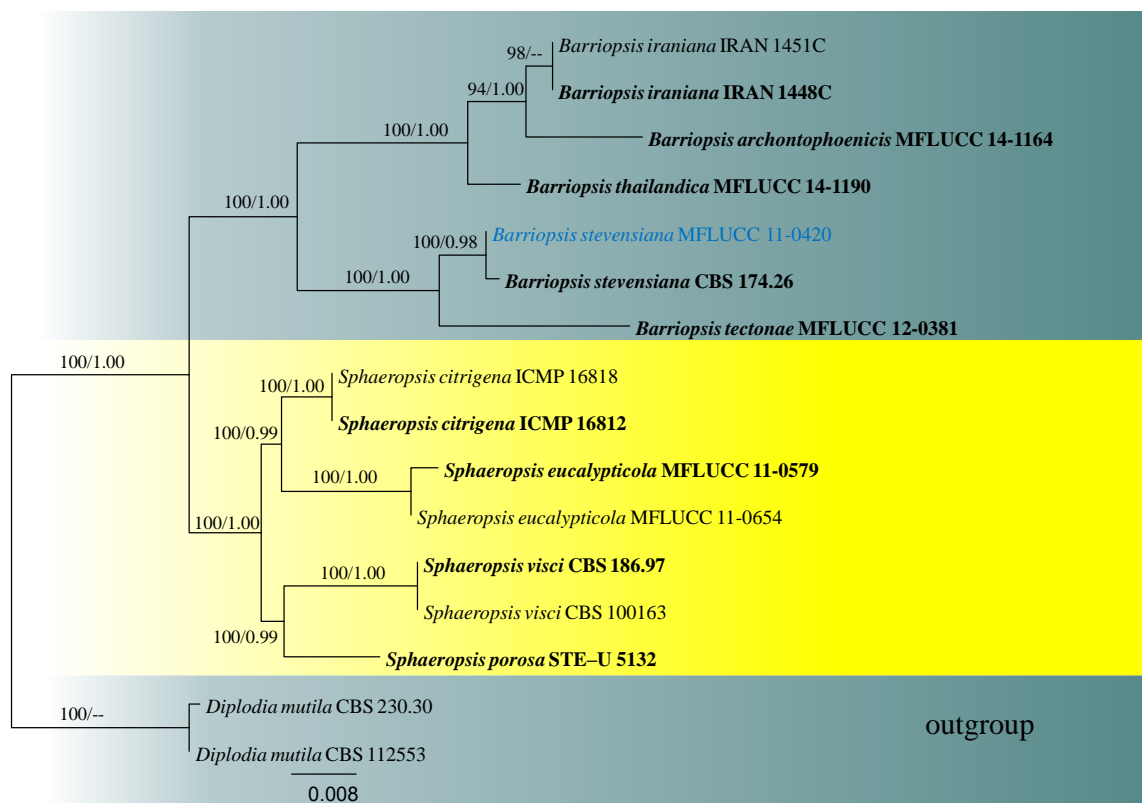 Barriopsis iraniana IRAN 1451C
98/--
Barriopsis iraniana IRAN 1448C
94/1.00
Barriopsis archontophoenicis MFLUCC 14-1164
100/1.00
Barriopsis thailandica MFLUCC 14-1190
100/1.00
Barriopsis stevensiana MFLUCC 11-0420
100/0.98
Barriopsis stevensiana CBS 174.26
100/1.00
Barriopsis tectonae MFLUCC 12-0381
100/1.00
Sphaeropsis citrigena ICMP 16818
100/1.00
Sphaeropsis citrigena ICMP 16812
100/0.99
Sphaeropsis eucalypticola MFLUCC 11-0579
100/1.00
Sphaeropsis eucalypticola MFLUCC 11-0654
100/1.00
Sphaeropsis visci CBS 186.97
100/1.00
Sphaeropsis visci CBS 100163
100/0.99
Sphaeropsis porosa STE–U 5132
Diplodia mutila CBS 230.30
100/--
outgroup
Diplodia mutila CBS 112553
0.008